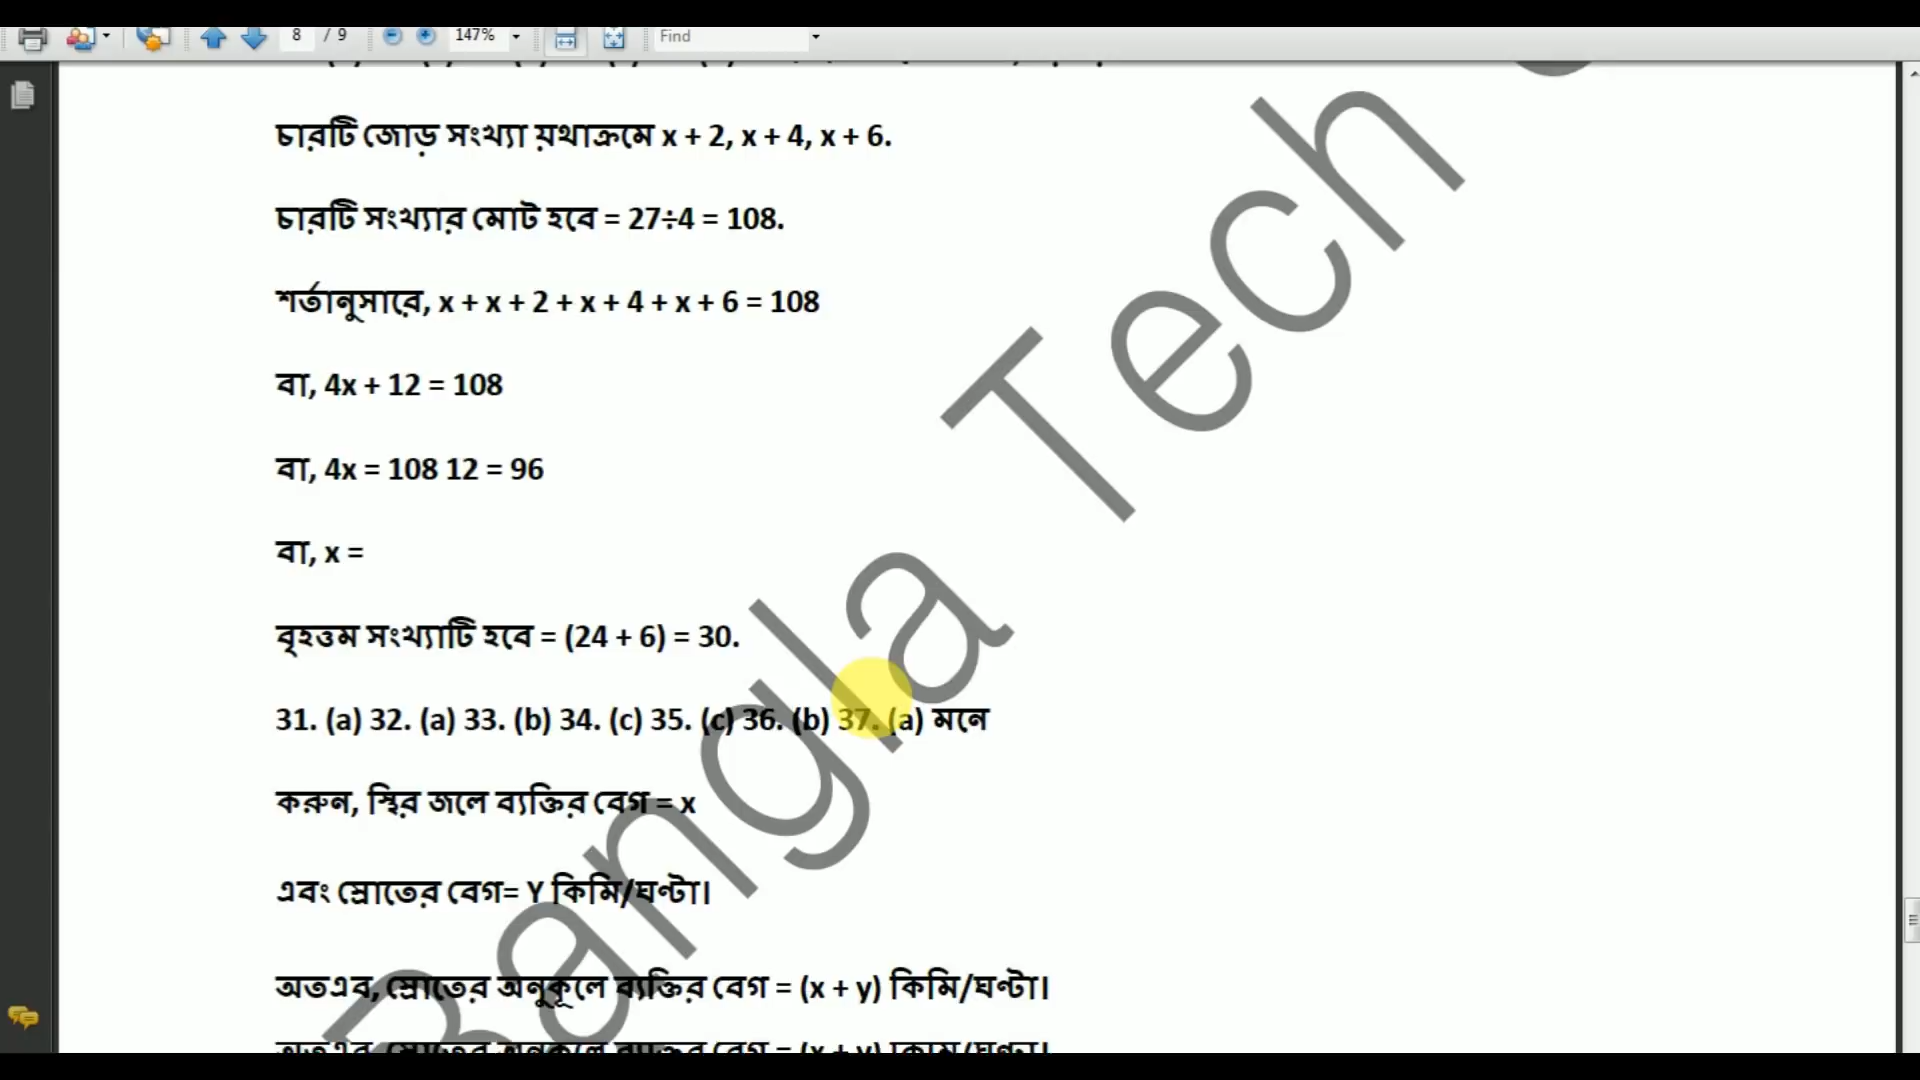 8 / 9 147% Find
চারটি জোড় সংখ্যা যথাক্রমে x + 2, x + 4, x + 6.
চারটি সংখ্যার মোট হবে = 27÷4 = 108.
শর্তানুসারে, x + x + 2 + x + 4 + x + 6 = 108
বা, 4x + 12 = 108
বা, 4x = 108 12 = 96
বা, x =
বৃহত্তম সংখ্যাটি হবে = (24 + 6) = 30.
31. (a) 32. (a) 33. (b) 34. (c) 35. (c) 36. (b) 37. (a) মনে
করুন, স্থির জলে ব্যক্তির বেগ = x
এবং স্রোতের বেগ= Y কিমি/ঘণ্টা।
অতএব, স্রোতের অনুকূলে ব্যক্তির বেগ = (x + y) কিমি/ঘণ্টা।
Bangla Tech